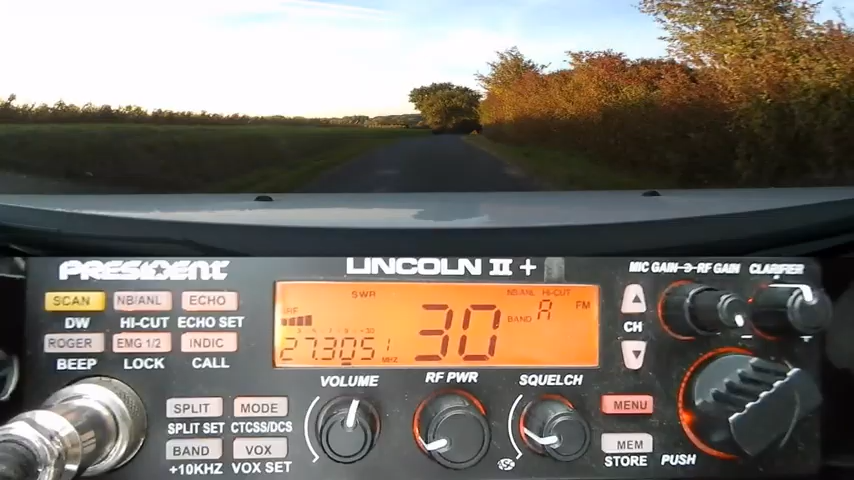 PRESIDENT LINCOLN II + MIC GAIN RF GAIN CLARIFIER
SCAN NB/ANL ECHO
DW HI-CUT ECHO SET
ROGER EMG 1/2 INDIC
BEEP LOCK CALL
SWR NB/ANL HI-CUT
30 BAND A FM
27.3051 MHZ
CH
VOLUME RF PWR SQUELCH
SPLIT MODE MENU
SPLIT SET CTCSS/DCS
BAND VOX MEM
+10KHZ VOX SET STORE PUSH